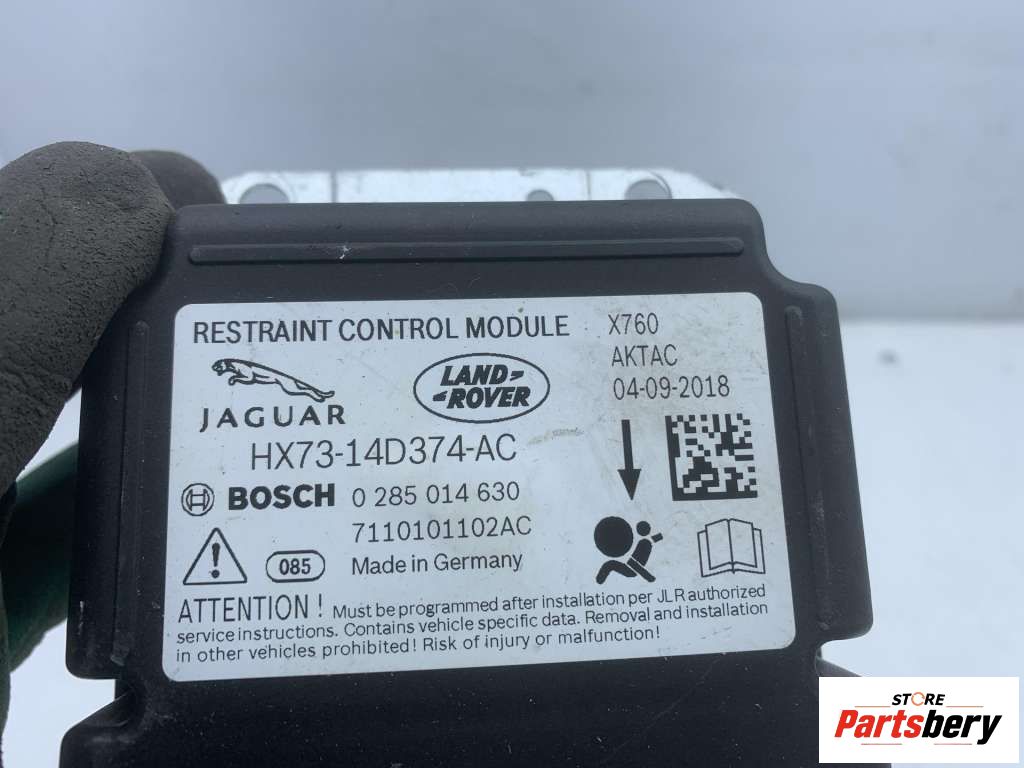 RESTRAINT CONTROL MODULE
X760
AKTAC
04-09-2018
JAGUAR
LAND-
-ROVER
HX73-14D374-AC
BOSCH 0 285 014 630
7110101102AC
085
Made in Germany
ATTENTION ! Must be programmed after installation per JLR authorized
service instructions. Contains vehicle specific data. Removal and installation
in other vehicles prohibited! Risk of injury or malfunction!
STORE
Partsbery